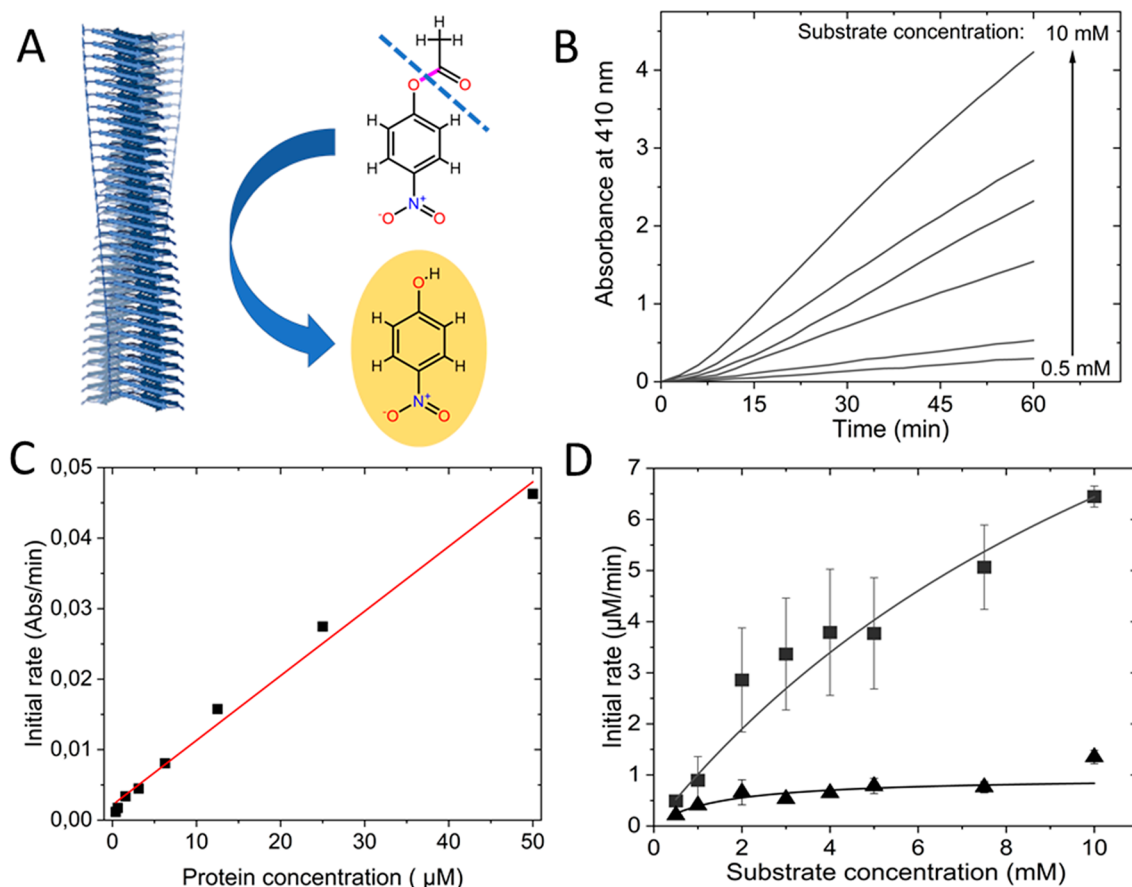 A
H
H
C
H
O
O
H
H
H
H
N+
-O
O
O
H
H
H
H
H
N+
-O
O
B
Substrate concentration:
10 mM
0.5 mM
Absorbance at 410 nm
4
3
2
1
0
0
15
30
45
60
Time (min)
C
Initial rate (Abs/min)
0,05
0,04
0,03
0,02
0,01
0,00
0
10
20
30
40
50
Protein concentration ( μM)
D
Initial rate (μM/min)
7
6
5
4
3
2
1
0
0
2
4
6
8
10
Substrate concentration (mM)